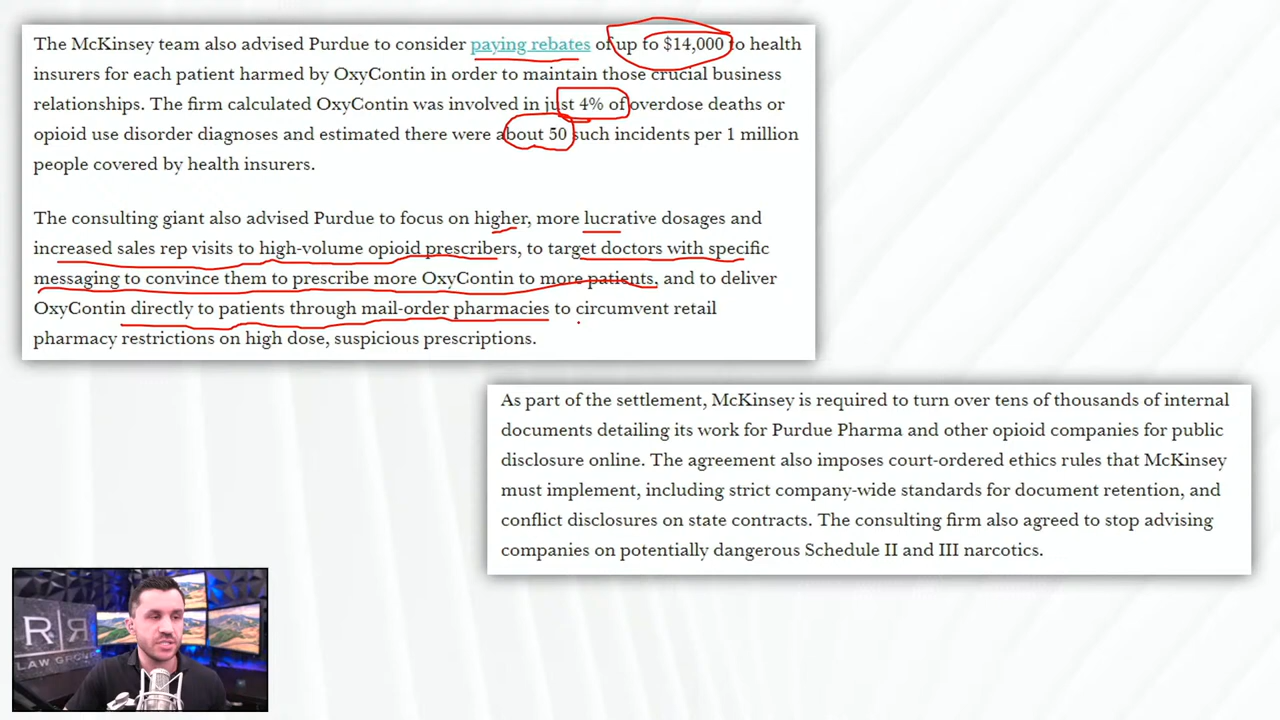 The McKinsey team also advised Purdue to consider paying rebates of up to $14,000 to health
insurers for each patient harmed by OxyContin in order to maintain those crucial business
relationships. The firm calculated OxyContin was involved in just 4% of overdose deaths or
opioid use disorder diagnoses and estimated there were about 50 such incidents per 1 million
people covered by health insurers.
The consulting giant also advised Purdue to focus on higher, more lucrative dosages and
increased sales rep visits to high-volume opioid prescribers, to target doctors with specific
messaging to convince them to prescribe more OxyContin to more patients, and to deliver
OxyContin directly to patients through mail-order pharmacies to circumvent retail
pharmacy restrictions on high dose, suspicious prescriptions.
As part of the settlement, McKinsey is required to turn over tens of thousands of internal
documents detailing its work for Purdue Pharma and other opioid companies for public
disclosure online. The agreement also imposes court-ordered ethics rules that McKinsey
must implement, including strict company-wide standards for document retention, and
conflict disclosures on state contracts. The consulting firm also agreed to stop advising
companies on potentially dangerous Schedule II and III narcotics.
R|R
LAW GROUP